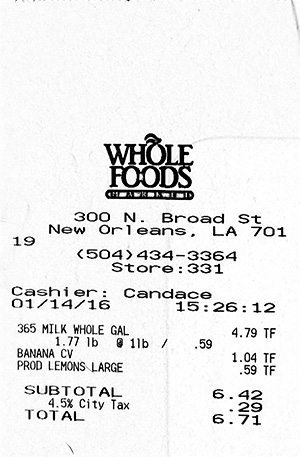 WHOLE
FOODS
MARKET
300 N. Broad St
New Orleans, LA 701
19
(504)434-3364
Store:331
Cashier: Candace
01/14/16 15:26:12
365 MILK WHOLE GAL 4.79 TF
1.77 lb @ 1lb / .59
BANANA CV 1.04 TF
PROD LEMONS LARGE .59 TF
SUBTOTAL 6.42
4.5% City Tax .29
TOTAL 6.71